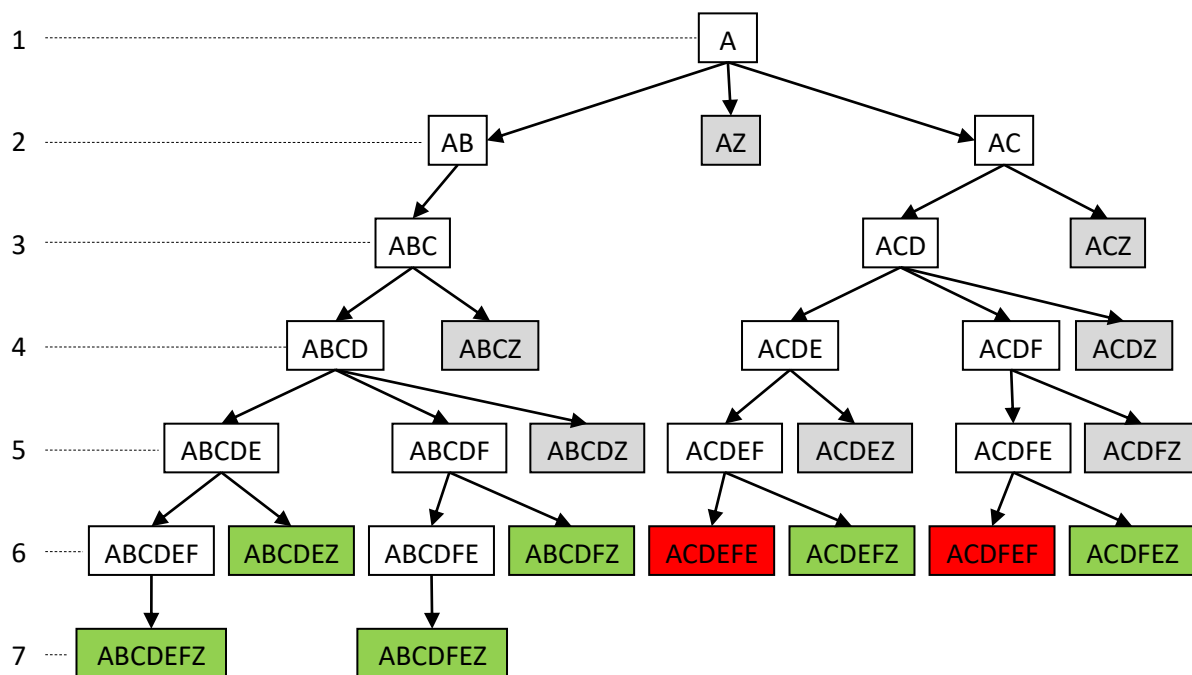 1 A
2 AB AZ AC
3 ABC ACD ACZ
4 ABCD ABCZ ACDE ACDF ACDZ
5 ABCDE ABCDF ABCDZ ACDEF ACDEZ ACDFE ACDFZ
6 ABCDEF ABCDEZ ABCDFE ABCDFZ ACDEFE ACDEFZ ACDFEF ACDFEZ
7 ABCDEFZ ABCDFEZ